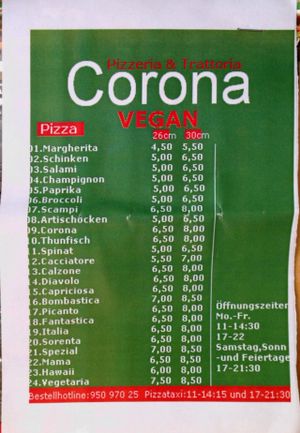 Pizzeria & Trattoria
Corona
VEGAN
Pizza 26cm 30cm
01.Margherita 4,50 5,50
02.Schinken 5,00 6,50
03.Salami 5,00 6,50
04.Champignon 5,00 6,50
05.Paprika 5,00 6,50
06.Broccoli 5,00 6,50
07.Scampi 6,50 8,00
08.Artischöcken 5,00 6,50
09.Corona 6,50 8,00
10.Thunfisch 6,50 8,00
11.Spinat 5,00 6,50
12.Cacciatore 5,50 7,50
13.Calzone 6,50 8,00
14.Diavolo 6,50 8,00
15.Capriciosa 6,50 8,00
16.Bombastica 7,00 8,50
17.Picanto 6,50 8,00
18.Fantastica 6,50 8,00
19.Italia 6,50 8,00
20.Sorenta 6,50 8,00
21.Spezial 7,00 8,50
22.Mama 6,50 8,50
23.Hawaii 6,00 8,00
24.Vegetaria 7,50 8,50
Öffnungszeiten
Mo.-Fr.
11-14:30
17-22
Samstag,Sonn
-und Feiertage
17-21:30
Bestellhotline:950 970 25 Pizzataxi:11-14:15 und 17-21:30